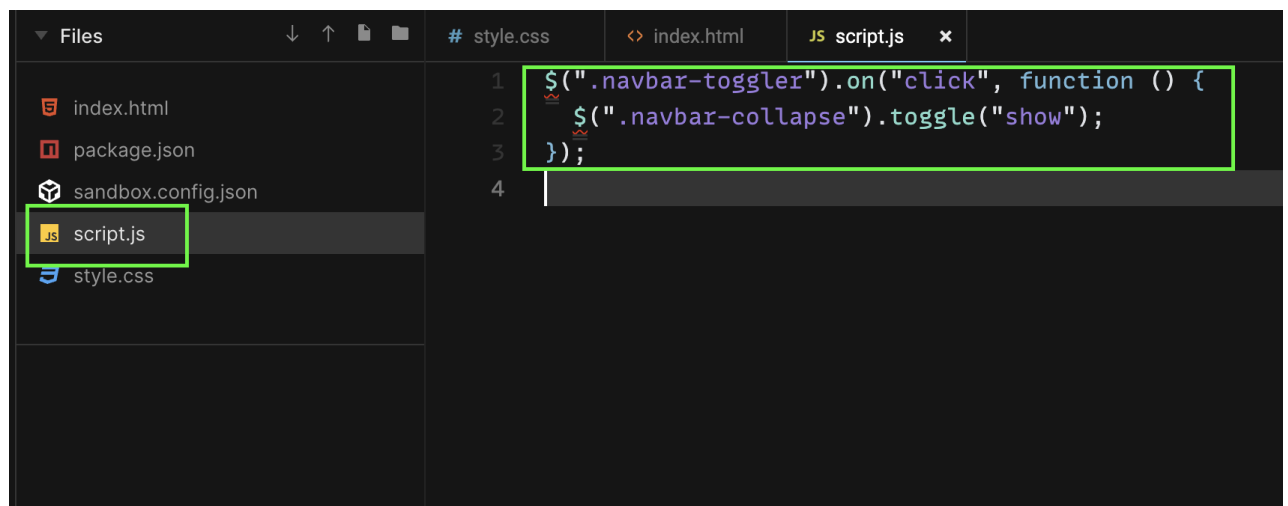 Files
# style.css
<> index.html
JS script.js ×
index.html
package.json
sandbox.config.json
JS script.js
style.css
1 $(".navbar-toggler").on("click", function () {
2 $(".navbar-collapse").toggle("show");
3 });
4